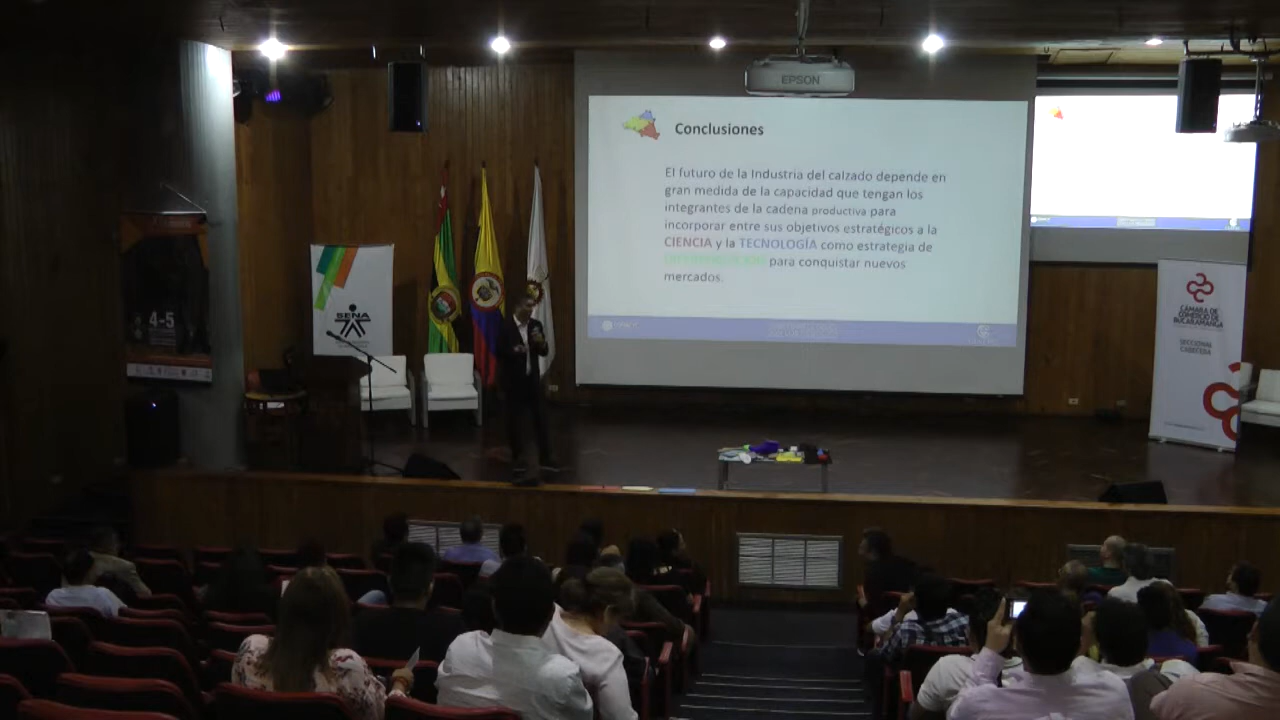 EPSON
Conclusiones
El futuro de la Industria del calzado depende en
gran medida de la capacidad que tengan los
integrantes de la cadena productiva para
incorporar entre sus objetivos estratégicos a la
CIENCIA y la TECNOLOGÍA como estrategia de
para conquistar nuevos
mercados.
SENA
4-5
CÁMARA DE
COMERCIO DE
BUCARAMANGA
SECCIONAL
CABECERA